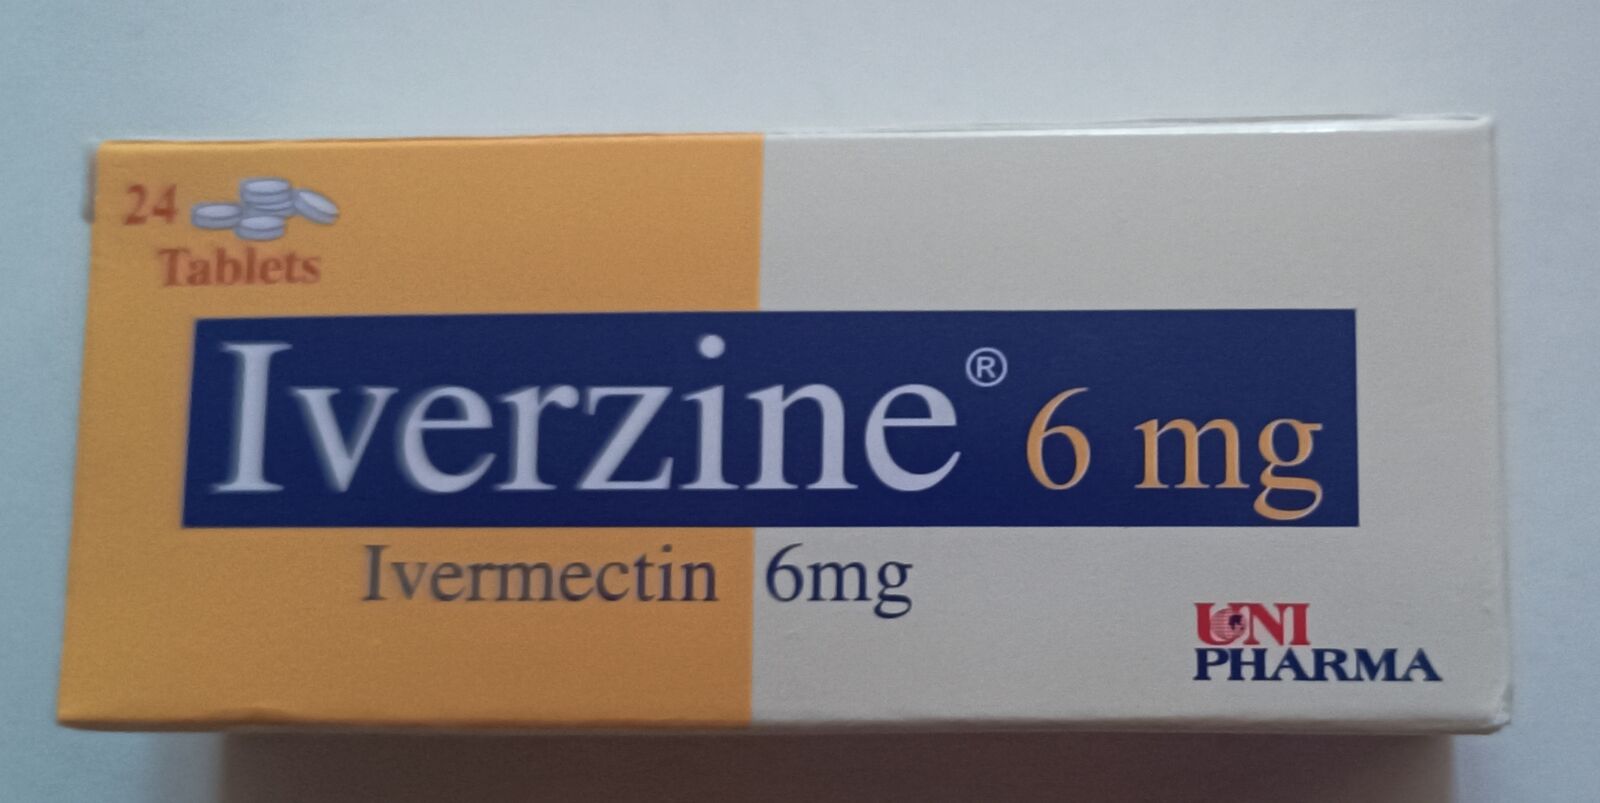 24
Tablets
Iverzine® 6 mg
Ivermectin 6mg
UNI
PHARMA